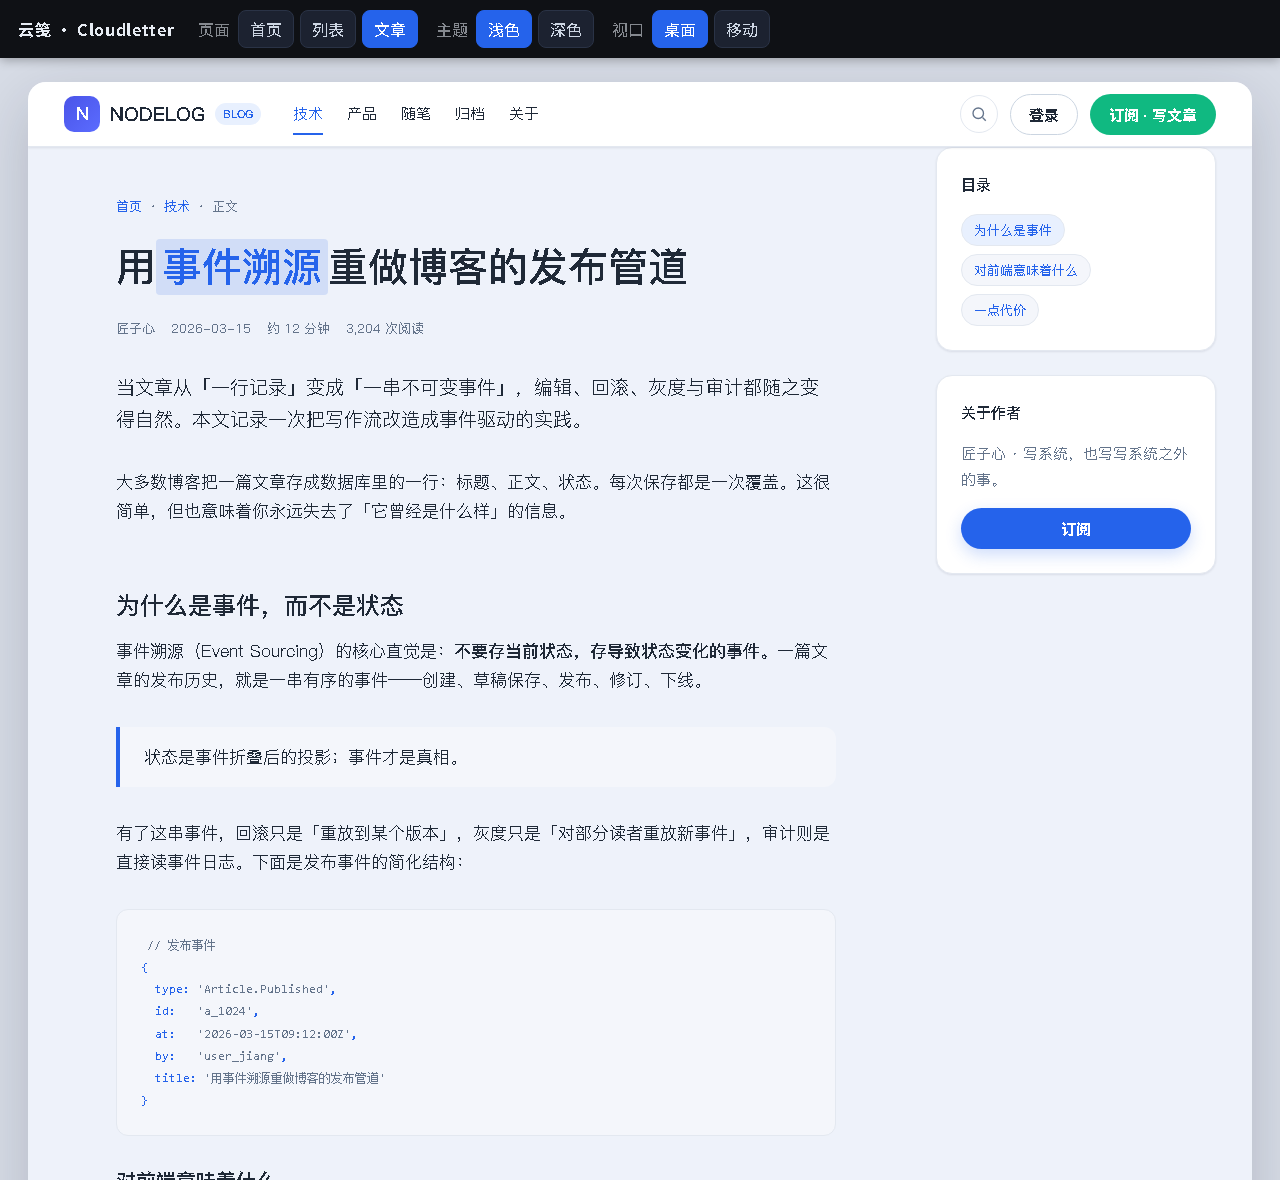 云笺 · Cloudletter 页面 首页 列表 文章 主题 浅色 深色 视口 桌面 移动
N NODELOG BLOG 技术 产品 随笔 归档 关于 登录 订阅 · 写文章
首页 · 技术 · 正文
用事件溯源重做博客的发布管道
匠子心 2026-03-15 约 12 分钟 3,204 次阅读
当文章从「一行记录」变成「一串不可变事件」，编辑、回滚、灰度与审计都随之变
得自然。本文记录一次把写作流改造成事件驱动的实践。
大多数博客把一篇文章存成数据库里的一行：标题、正文、状态。每次保存都是一次覆盖。这很
简单，但也意味着你永远失去了「它曾经是什么样」的信息。
为什么是事件，而不是状态
事件溯源（Event Sourcing）的核心直觉是：不要存当前状态，存导致状态变化的事件。一篇文
章的发布历史，就是一串有序的事件——创建、草稿保存、发布、修订、下线。
状态是事件折叠后的投影；事件才是真相。
有了这串事件，回滚只是「重放到某个版本」，灰度只是「对部分读者重放新事件」，审计则是
直接读事件日志。下面是发布事件的简化结构：
// 发布事件
{
type: 'Article.Published',
id: 'a_1024',
at: '2026-03-15T09:12:00Z',
by: 'user_jiang',
title: '用事件溯源重做博客的发布管道'
}
对前端意味着什么
目录
为什么是事件
对前端意味着什么
一点代价
关于作者
匠子心 · 写系统，也写写系统之外
的事。
订阅